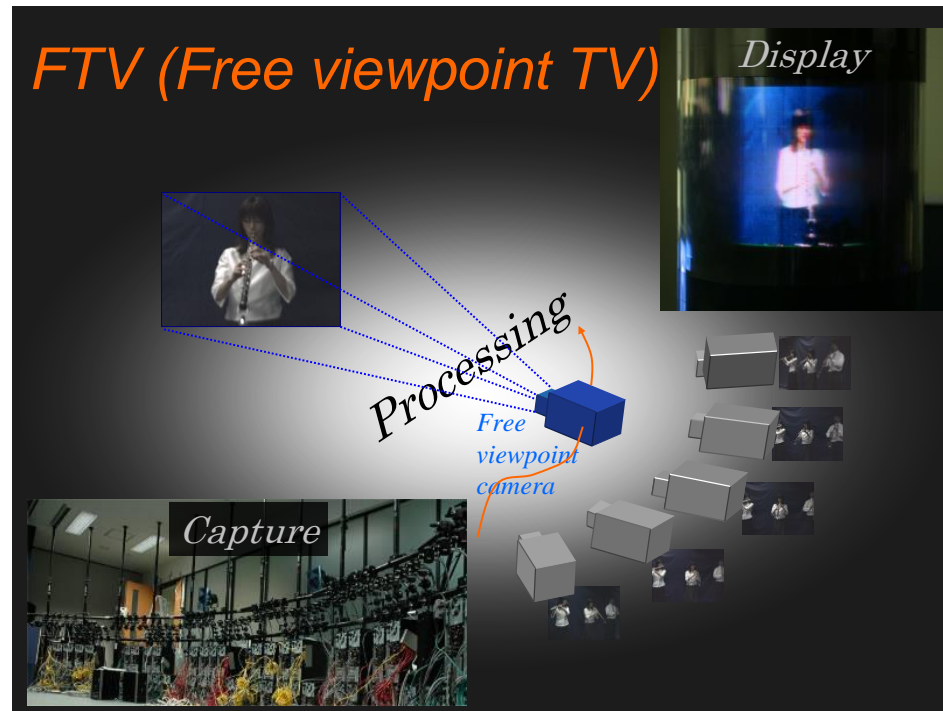 FTV (Free viewpoint TV)
Display
Processing
Free
viewpoint
camera
Capture